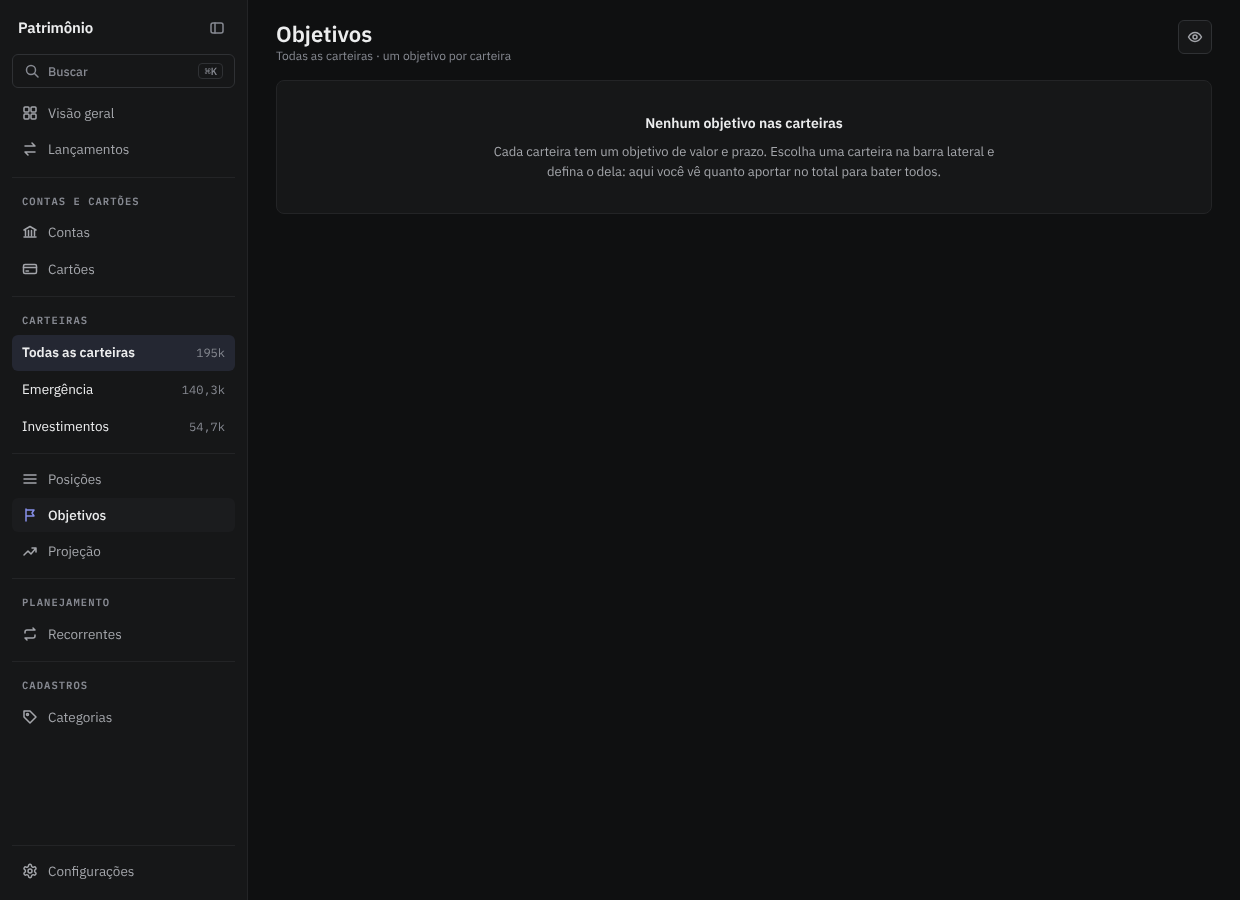 Patrimônio
Buscar ⌘K
Visão geral
Lançamentos
CONTAS E CARTÕES
Contas
Cartões
CARTEIRAS
Todas as carteiras 195k
Emergência 140,3k
Investimentos 54,7k
Posições
Objetivos
Projeção
PLANEJAMENTO
Recorrentes
CADASTROS
Categorias
Configurações
Objetivos
Todas as carteiras · um objetivo por carteira
Nenhum objetivo nas carteiras
Cada carteira tem um objetivo de valor e prazo. Escolha uma carteira na barra lateral e
defina o dela: aqui você vê quanto aportar no total para bater todos.